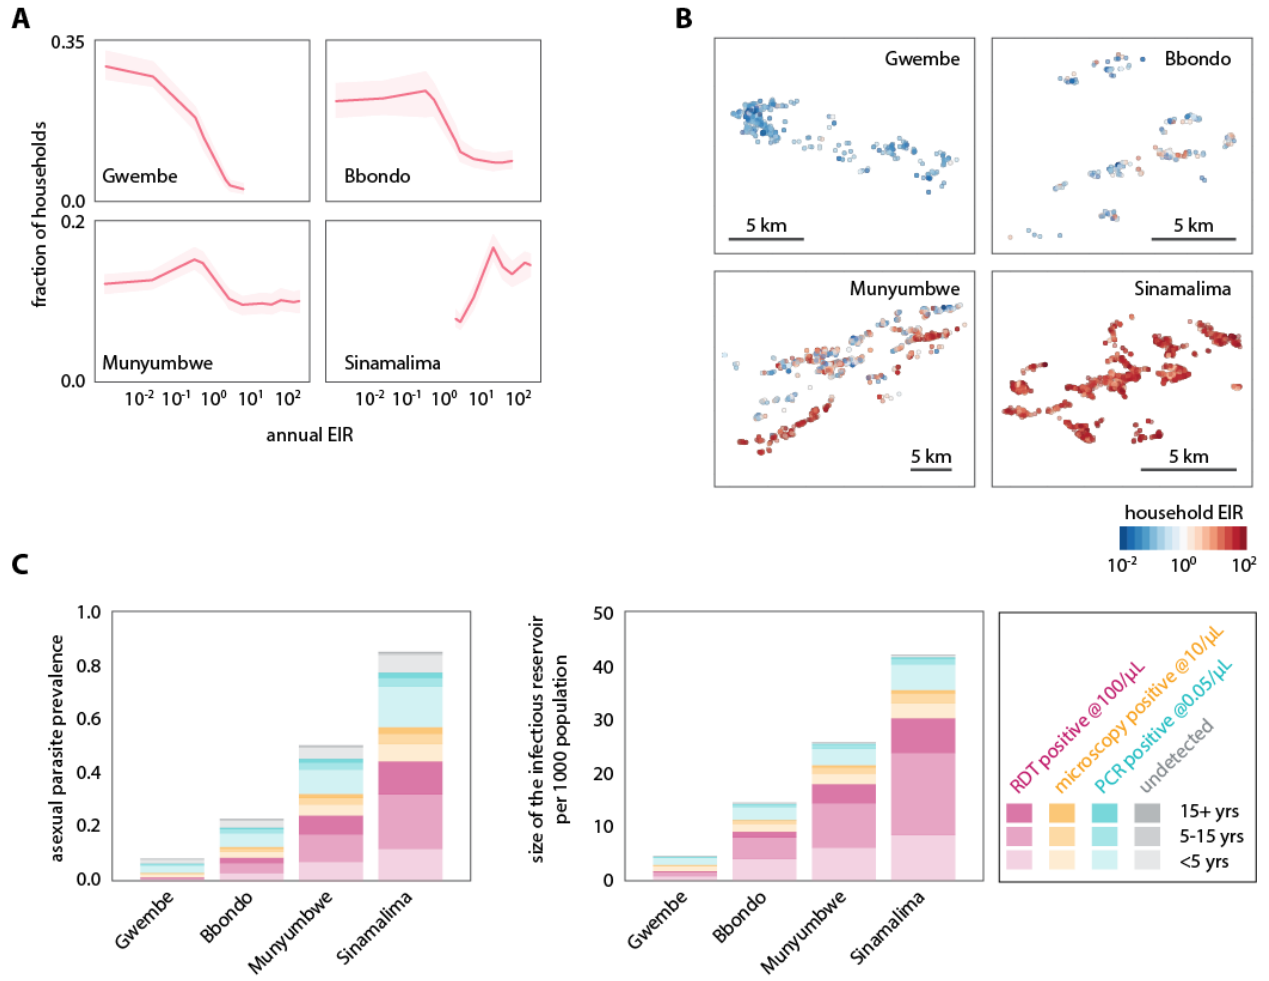 A
0.35
fraction of households
Gwembe
Bbondo
0.0
0.2
Munyumbwe
Sinamalima
0.0
10-2 10-1 100 101 102
10-2 10-1 100 101 102
annual EIR
B
Gwembe
5 km
Bbondo
5 km
Munyumbwe
5 km
Sinamalima
5 km
household EIR
10-2 100 102
C
asexual parasite prevalence
1.0
0.8
0.6
0.4
0.2
0.0
Gwembe
Bbondo
Munyumbwe
Sinamalima
size of the infectious reservoir
per 1000 population
50
40
30
20
10
0
Gwembe
Bbondo
Munyumbwe
Sinamalima
RDT positive @100/µL
microscopy positive @10/µL
PCR positive @0.05/µL
undetected
15+ yrs
5-15 yrs
<5 yrs